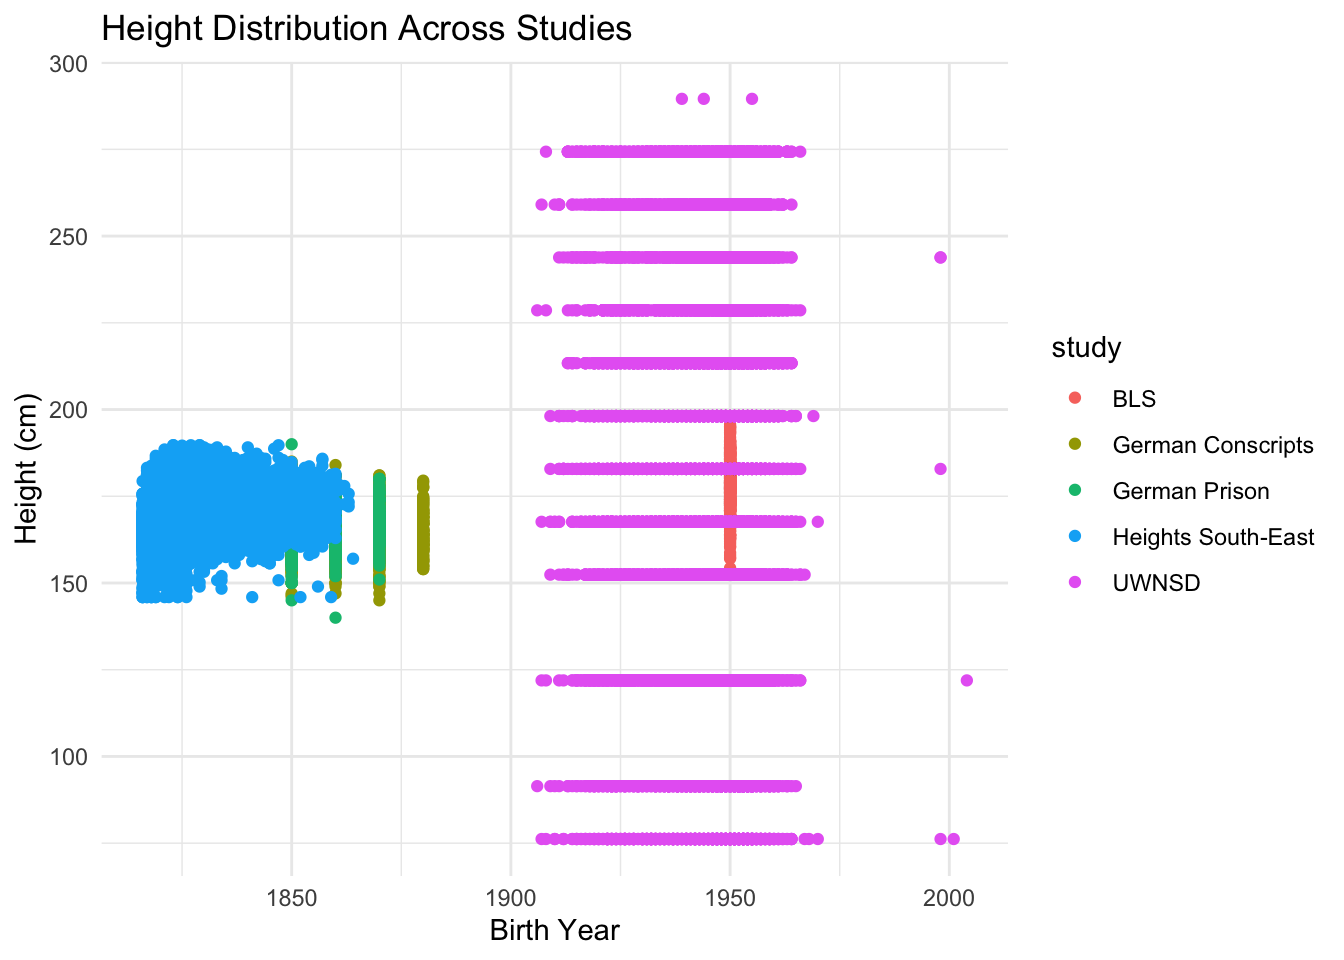 Height Distribution Across Studies
300
250
200
150
100
Height (cm)
1850
1900
1950
2000
Birth Year
study
BLS
German Conscripts
German Prison
Heights South-East
UWNSD